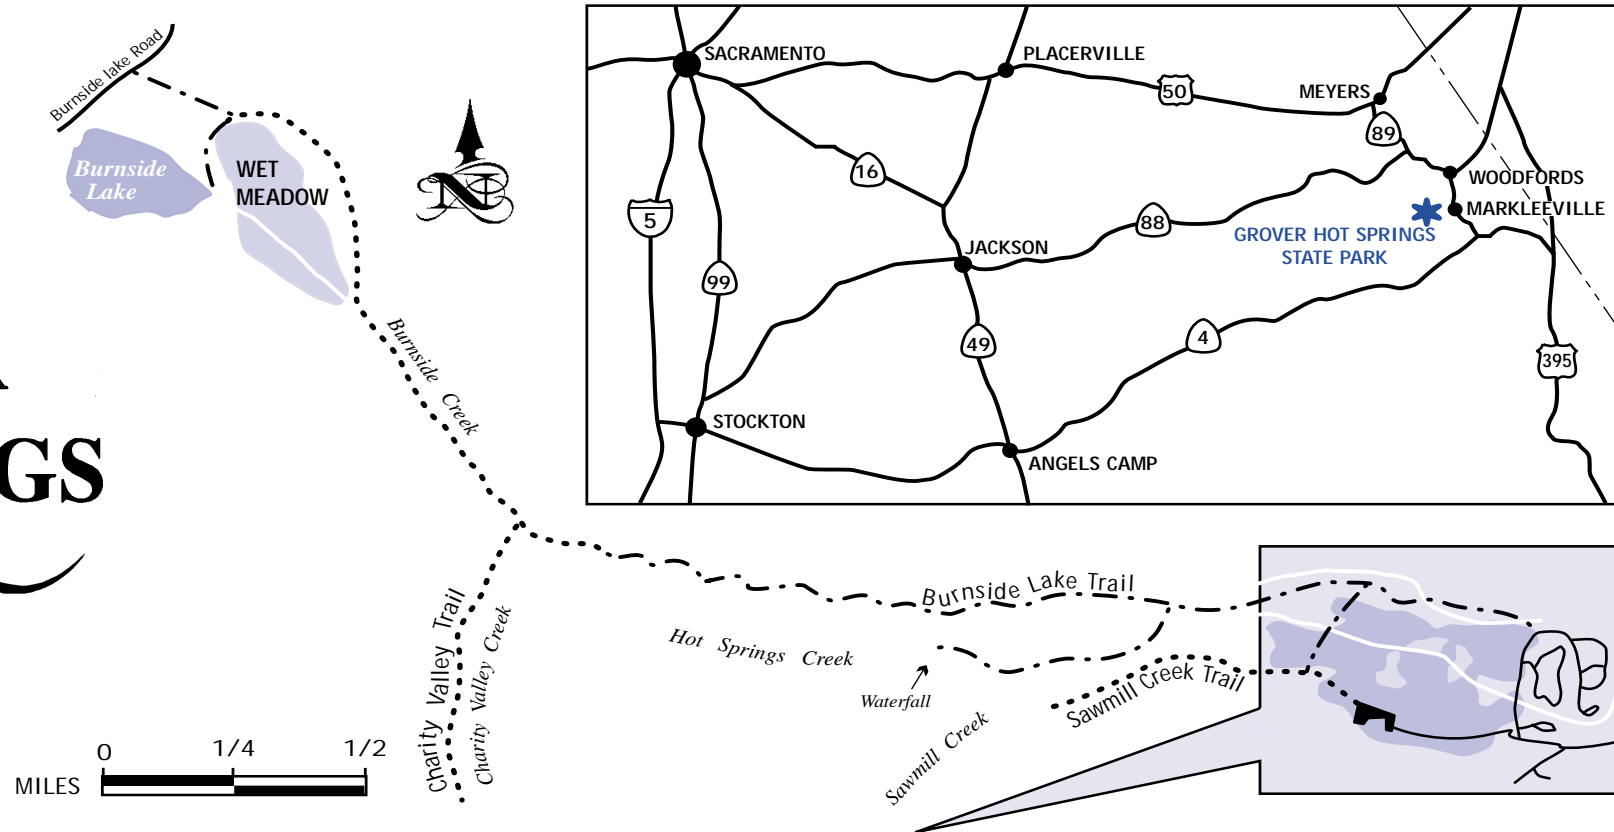 Burnside lake Road
Burnside
Lake
WET
MEADOW
N
Burnside Creek
GS
SACRAMENTO
PLACERVILLE
50
MEYERS
89
16
WOODFORDS
MARKLEEVILLE
5
88
GROVER HOT SPRINGS
STATE PARK
JACKSON
99
49
4
395
STOCKTON
ANGELS CAMP
Burnside Lake Trail
Charity Valley Trail
Charity Valley Creek
Hot Springs Creek
Waterfall
Sawmill Creek Trail
Sawmill Creek
0 1/4 1/2
MILES